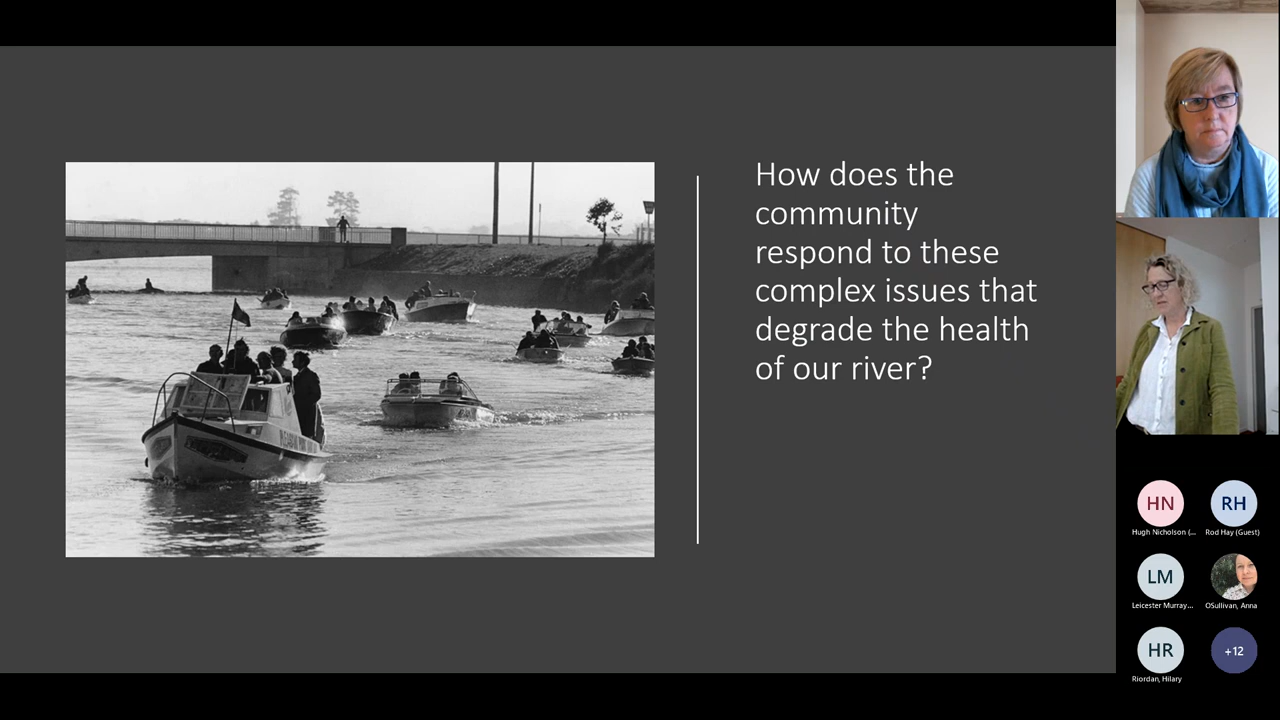 How does the
community
respond to these
complex issues that
degrade the health
of our river?
HN
RH
Hugh Nicholson (...
Rod Hay (Guest)
LM
Leicester Murray...
OSullivan, Anna
HR
+12
Riordan, Hilary